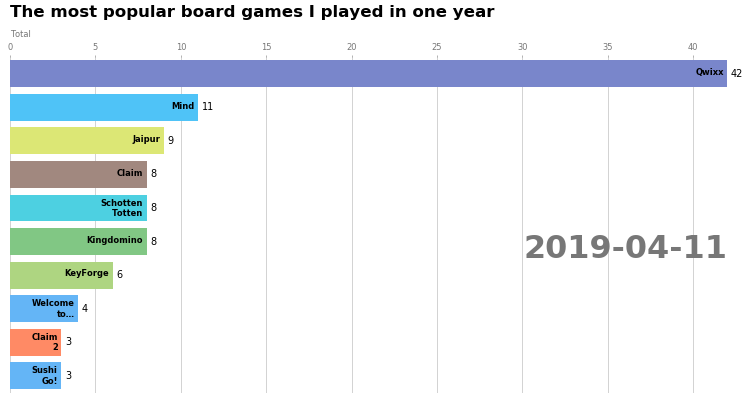 The most popular board games I played in one year
Total
0 5 10 15 20 25 30 35 40
Qwixx 42
Mind 11
Jaipur 9
Claim 8
Schotten
Totten 8
Kingdomino 8
2019-04-11
KeyForge 6
Welcome
to... 4
Claim
2 3
Sushi
Go! 3